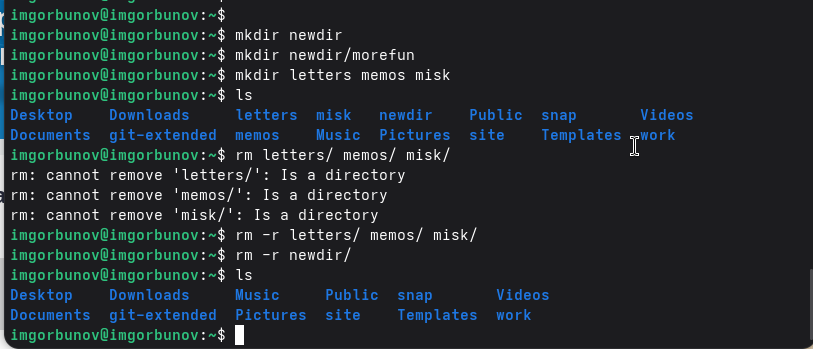 imgorbunov@imgorbunov:~$
imgorbunov@imgorbunov:~$ mkdir newdir
imgorbunov@imgorbunov:~$ mkdir newdir/morefun
imgorbunov@imgorbunov:~$ mkdir letters memos misk
imgorbunov@imgorbunov:~$ ls
Desktop    Downloads     letters  misk   newdir    Public  snap       Videos
Documents  git-extended  memos    Music  Pictures  site    Templates  work
imgorbunov@imgorbunov:~$ rm letters/ memos/ misk/
rm: cannot remove 'letters/': Is a directory
rm: cannot remove 'memos/': Is a directory
rm: cannot remove 'misk/': Is a directory
imgorbunov@imgorbunov:~$ rm -r letters/ memos/ misk/
imgorbunov@imgorbunov:~$ rm -r newdir/
imgorbunov@imgorbunov:~$ ls
Desktop    Downloads     Music     Public  snap       Videos
Documents  git-extended  Pictures  site    Templates  work
imgorbunov@imgorbunov:~$